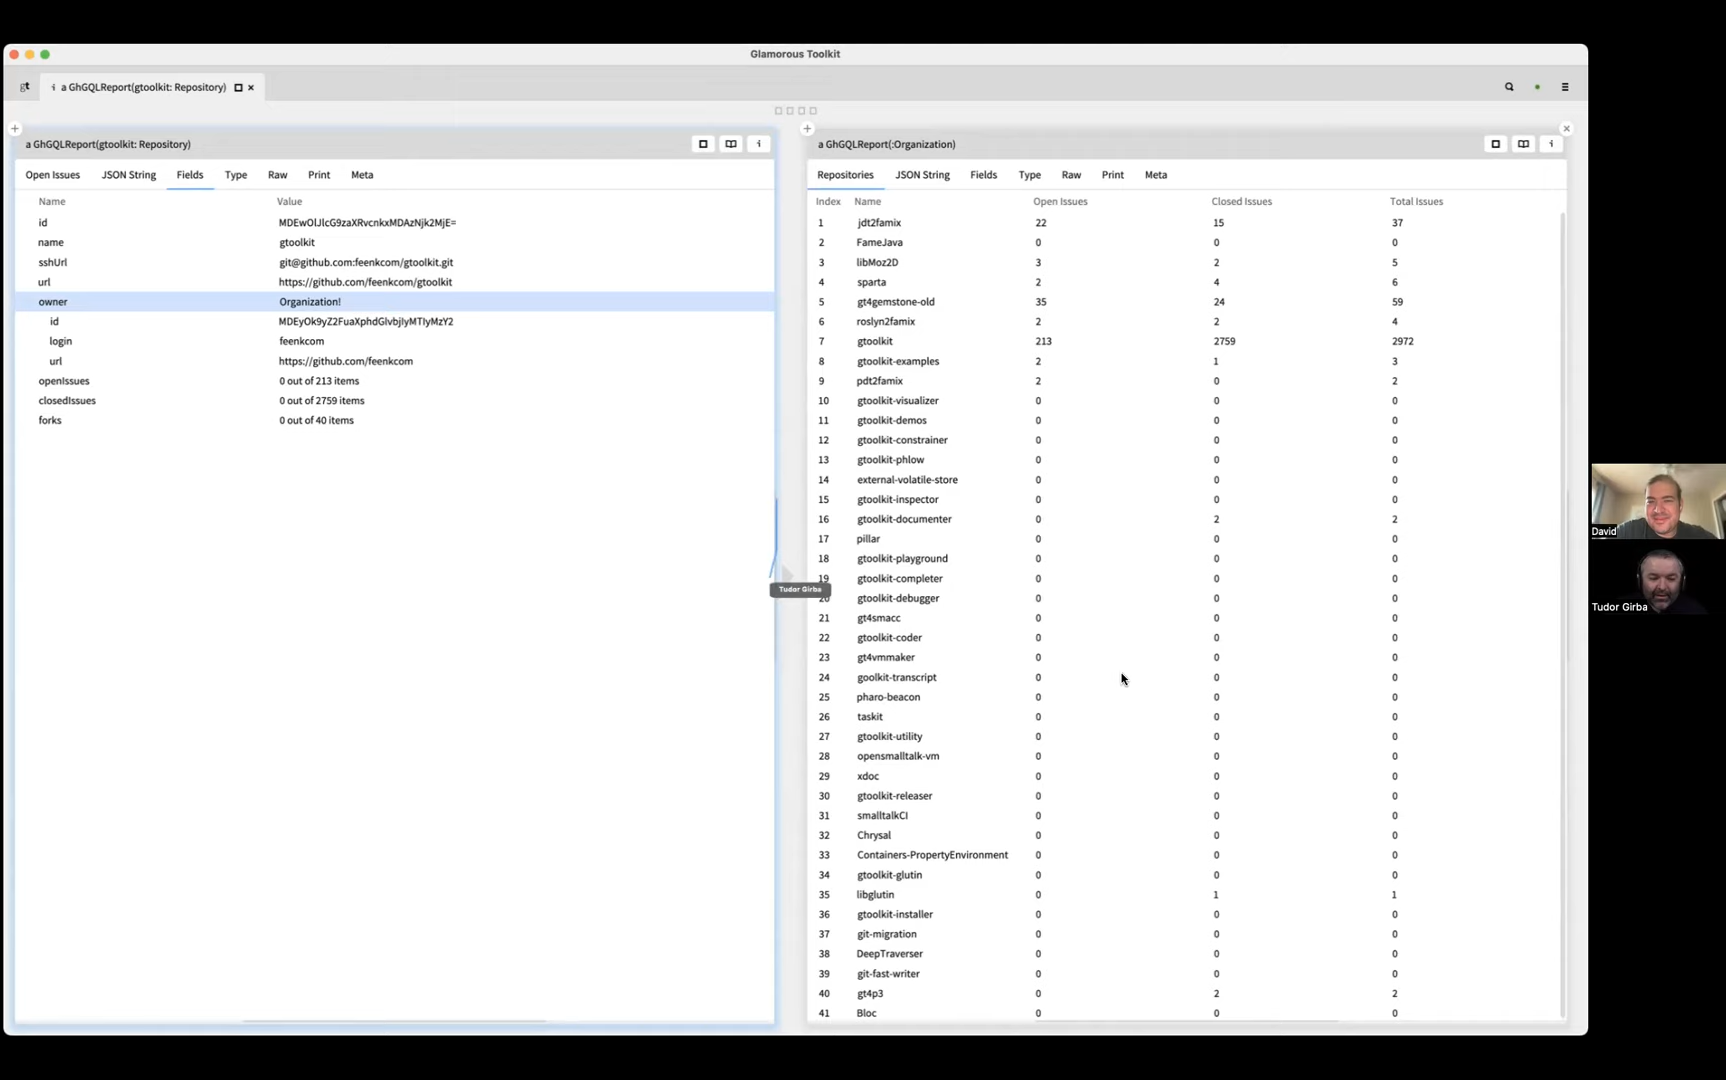 Glamorous Toolkit
gt
i a GhGQLReport(gtoolkit: Repository)
a GhGQLReport(gtoolkit: Repository)
i
Open Issues JSON String Fields Type Raw Print Meta
Name Value
id MDEwOlJlcG9zaXRvcnkxMDAzNjk2MjE=
name gtoolkit
sshUrl git@github.com:feenkcom/gtoolkit.git
url https://github.com/feenkcom/gtoolkit
owner Organization!
id MDEyOk9yZ2FuaXphdGlvbjIyMTIyMzY2
login feenkcom
url https://github.com/feenkcom
openIssues 0 out of 213 items
closedIssues 0 out of 2759 items
forks 0 out of 40 items
a GhGQLReport(:Organization)
i
Repositories JSON String Fields Type Raw Print Meta
Index Name Open Issues Closed Issues Total Issues
1 jdt2famix 22 15 37
2 FameJava 0 0 0
3 libMoz2D 3 2 5
4 sparta 2 4 6
5 gt4gemstone-old 35 24 59
6 roslyn2famix 2 2 4
7 gtoolkit 213 2759 2972
8 gtoolkit-examples 2 1 3
9 pdt2famix 2 0 2
10 gtoolkit-visualizer 0 0 0
11 gtoolkit-demos 0 0 0
12 gtoolkit-constrainer 0 0 0
13 gtoolkit-phlow 0 0 0
14 external-volatile-store 0 0 0
15 gtoolkit-inspector 0 0 0
16 gtoolkit-documenter 0 2 2
17 pillar 0 0 0
18 gtoolkit-playground 0 0 0
19 gtoolkit-completer 0 0 0
20 gtoolkit-debugger 0 0 0
21 gt4smacc 0 0 0
22 gtoolkit-coder 0 0 0
23 gt4vmmaker 0 0 0
24 goolkit-transcript 0 0 0
25 pharo-beacon 0 0 0
26 taskit 0 0 0
27 gtoolkit-utility 0 0 0
28 opensmalltalk-vm 0 0 0
29 xdoc 0 0 0
30 gtoolkit-releaser 0 0 0
31 smalltalkCI 0 0 0
32 Chrysal 0 0 0
33 Containers-PropertyEnvironment 0 0 0
34 gtoolkit-glutin 0 0 0
35 libglutin 0 1 1
36 gtoolkit-installer 0 0 0
37 git-migration 0 0 0
38 DeepTraverser 0 0 0
39 git-fast-writer 0 0 0
40 gt4p3 0 2 2
41 Bloc 0 0 0
Tudor Girba
David
Tudor Girba